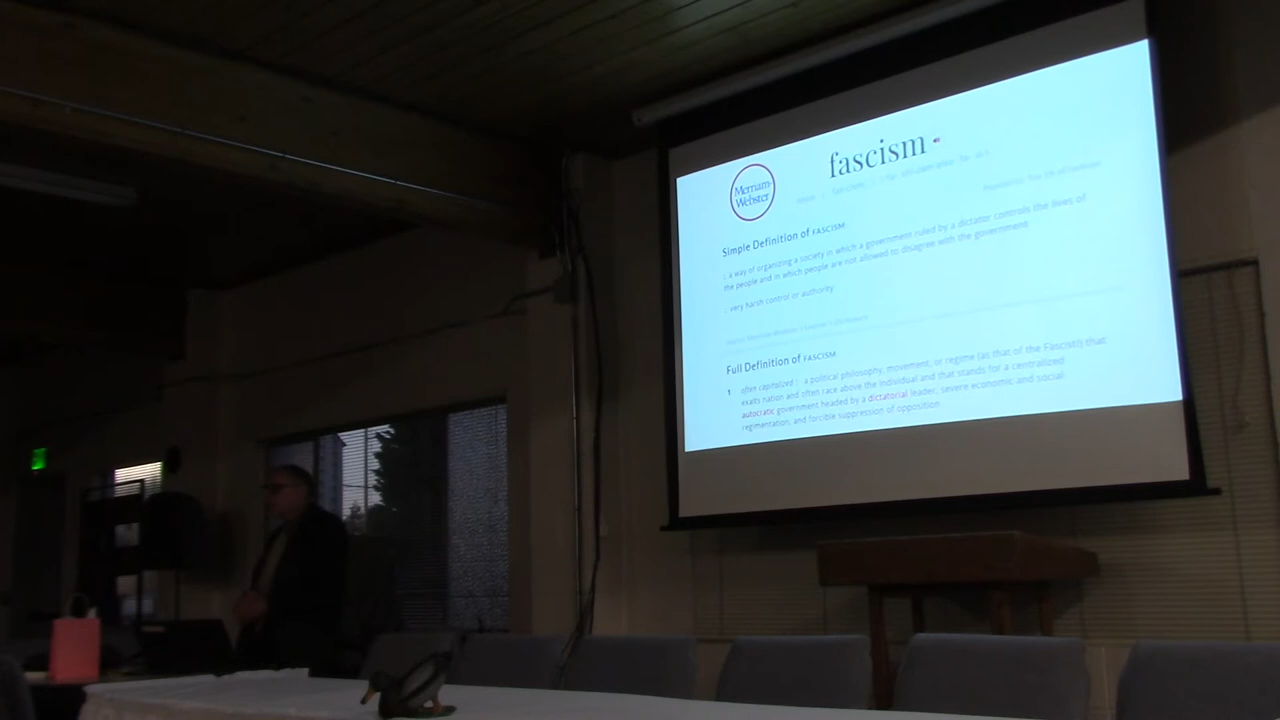 fascism
Merriam-
Webster
Simple Definition of FASCISM
: a way of organizing a society in which a government ruled by a dictator controls the lives of
the people and in which people are not allowed to disagree with the government
: very harsh control or authority
Full Definition of FASCISM
1 often capitalized : a political philosophy, movement, or regime (as that of the Fascisti) that
exalts nation and often race above the individual and that stands for a centralized
autocratic government headed by a dictatorial leader, severe economic and social
regimentation, and forcible suppression of opposition